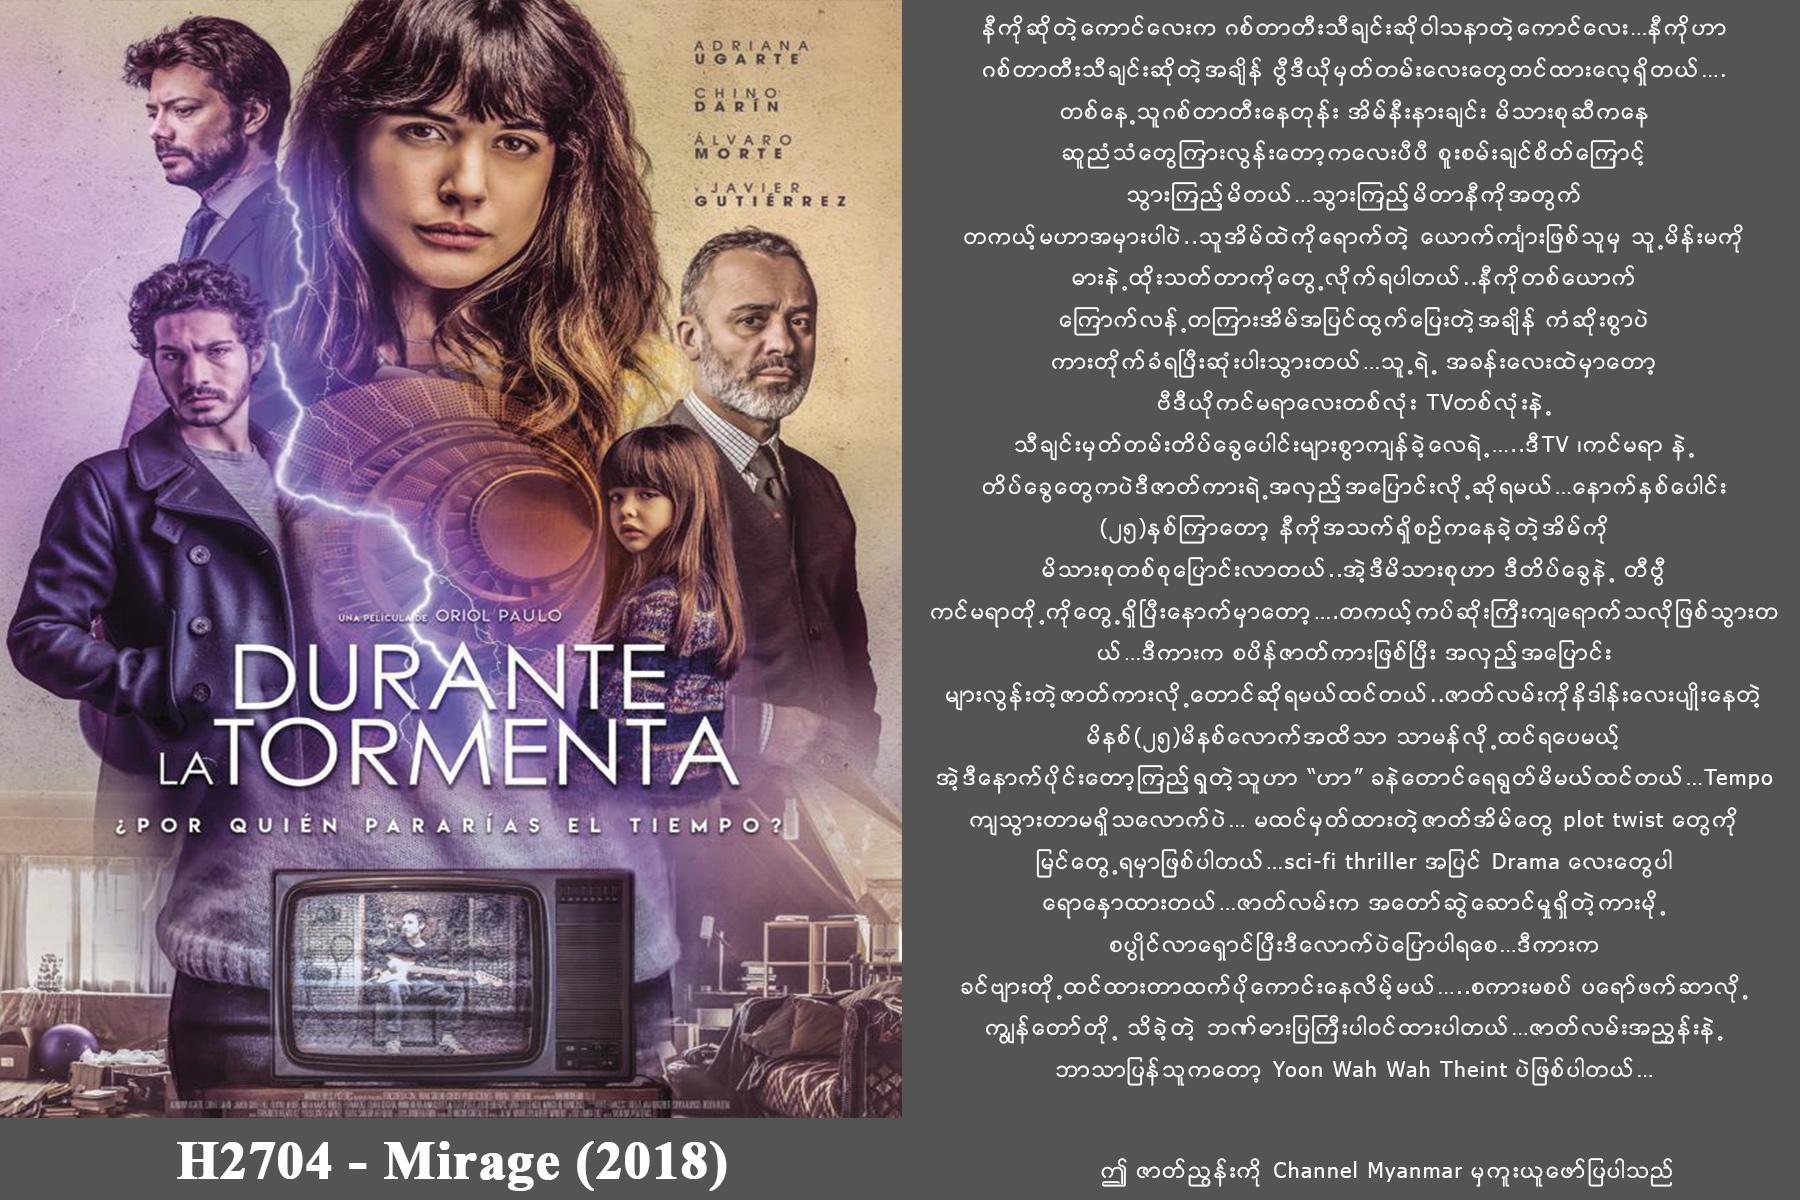 ADRIANA
UGARTE
CHINO
DARÍN
ÁLVARO
MORTE
Y JAVIER
GUTIÉRREZ
UNA PELÍCULA DE ORIOL PAULO
DURANTE
LA TORMENTA
¿POR QUIÉN PARARÍAS EL TIEMPO?
H2704 - Mirage (2018)
နီကိုဆိုတဲ့ကောင်လေးက ဂစ်တာတီးသီချင်းဆိုဝါသနာတဲ့ကောင်လေး…နီကိုဟာ
ဂစ်တာတီးသီချင်းဆိုတဲ့အချိန် ဗွီဒီယိုမှတ်တမ်းလေးတွေတင်ထားလေ့ရှိတယ်….
တစ်နေ့သူဂစ်တာတီးနေတုန်း အိမ်နီးနားချင်း မိသားစုဆီကနေ
ဆူညံသံတွေကြားလွန်းတော့ကလေးပီပီ စူးစမ်းချင်စိတ်ကြောင့်
သွားကြည့်မိတယ်…သွားကြည့်မိတာနီကိုအတွက်
တကယ့်မဟာအမှားပါပဲ..သူအိမ်ထဲကိုရောက်တဲ့ ယောက်ကျာ်းဖြစ်သူမှ သူ့မိန်းမကို
ဓားနဲ့ထိုးသတ်တာကိုတွေ့လိုက်ရပါတယ်..နီကိုတစ်ယောက်
ကြောက်လန့်တကြားအိမ်အပြင်ထွက်ပြေးတဲ့အချိန် ကံဆိုးစွာပဲ
ကားတိုက်ခံရပြီးဆုံးပါးသွားတယ်…သူ့ရဲ့ အခန်းလေးထဲမှာတော့
ဗီဒီယိုကင်မရာလေးတစ်လုံး TVတစ်လုံးနဲ့
သီချင်းမှတ်တမ်းတိပ်ခွေပေါင်းများစွာကျန်ခဲ့လေရဲ့…..ဒီTV ၊ကင်မရာ နဲ့
တိပ်ခွေတွေကပဲဒီဇာတ်ကားရဲ့အလှည့်အပြောင်းလို့ဆိုရမယ်…နောက်နှစ်ပေါင်း
(၂၅)နှစ်ကြာတော့ နီကိုအသက်ရှိစဉ်ကနေခဲ့တဲ့အိမ်ကို
မိသားစုတစ်စုပြောင်းလာတယ်..အဲ့ဒီမိသားစုဟာ ဒီတိပ်ခွေနဲ့ တီဗွီ
ကင်မရာတို့ကိုတွေ့ရှိပြီးနောက်မှာတော့….တကယ့်ကပ်ဆိုးကြီးကျရောက်သလိုဖြစ်သွားတ
ယ်…ဒီကားက စပိန်ဇာတ်ကားဖြစ်ပြီး အလှည့်အပြောင်း
များလွန်းတဲ့ဇာတ်ကားလို့တောင်ဆိုရမယ်ထင်တယ်..ဇာတ်လမ်းကိုနိဒါန်းလေးပျိုးနေတဲ့
မိနစ်(၂၅)မိနစ်လောက်အထိသာ သာမန်လို့ထင်ရပေမယ့်
အဲ့ဒီနောက်ပိုင်းတော့ကြည့်ရှုတဲ့သူဟာ “ဟာ” ခနဲတောင်ရေရွတ်မိမယ်ထင်တယ်…Tempo
ကျသွားတာမရှိသလောက်ပဲ… မထင်မှတ်ထားတဲ့ဇာတ်အိမ်တွေ plot twist တွေကို
မြင်တွေ့ရမှာဖြစ်ပါတယ်…sci-fi thriller အပြင် Drama လေးတွေပါ
ရောနှောထားတယ်…ဇာတ်လမ်းက အတော်ဆွဲဆောင်မှုရှိတဲ့ကားမို့
စပွိုင်လာရှောင်ပြီးဒီလောက်ပဲပြောပါရစေ…ဒီကားက
ခင်ဗျားတို့ထင်ထားတာထက်ပိုကောင်းနေလိမ့်မယ်…..စကားမစပ် ပရော်ဖက်ဆာလို့
ကျွန်တော်တို့ သိခဲ့တဲ့ ဘဏ်ဓားပြကြီးပါဝင်ထားပါတယ်…ဇာတ်လမ်းအညွှန်းနဲ့
ဘာသာပြန်သူကတော့ Yoon Wah Wah Theint ပဲဖြစ်ပါတယ်…
ဤ ဇာတ်ညွှန်းကို Channel Myanmar မှကူးယူဖော်ပြပါသည်